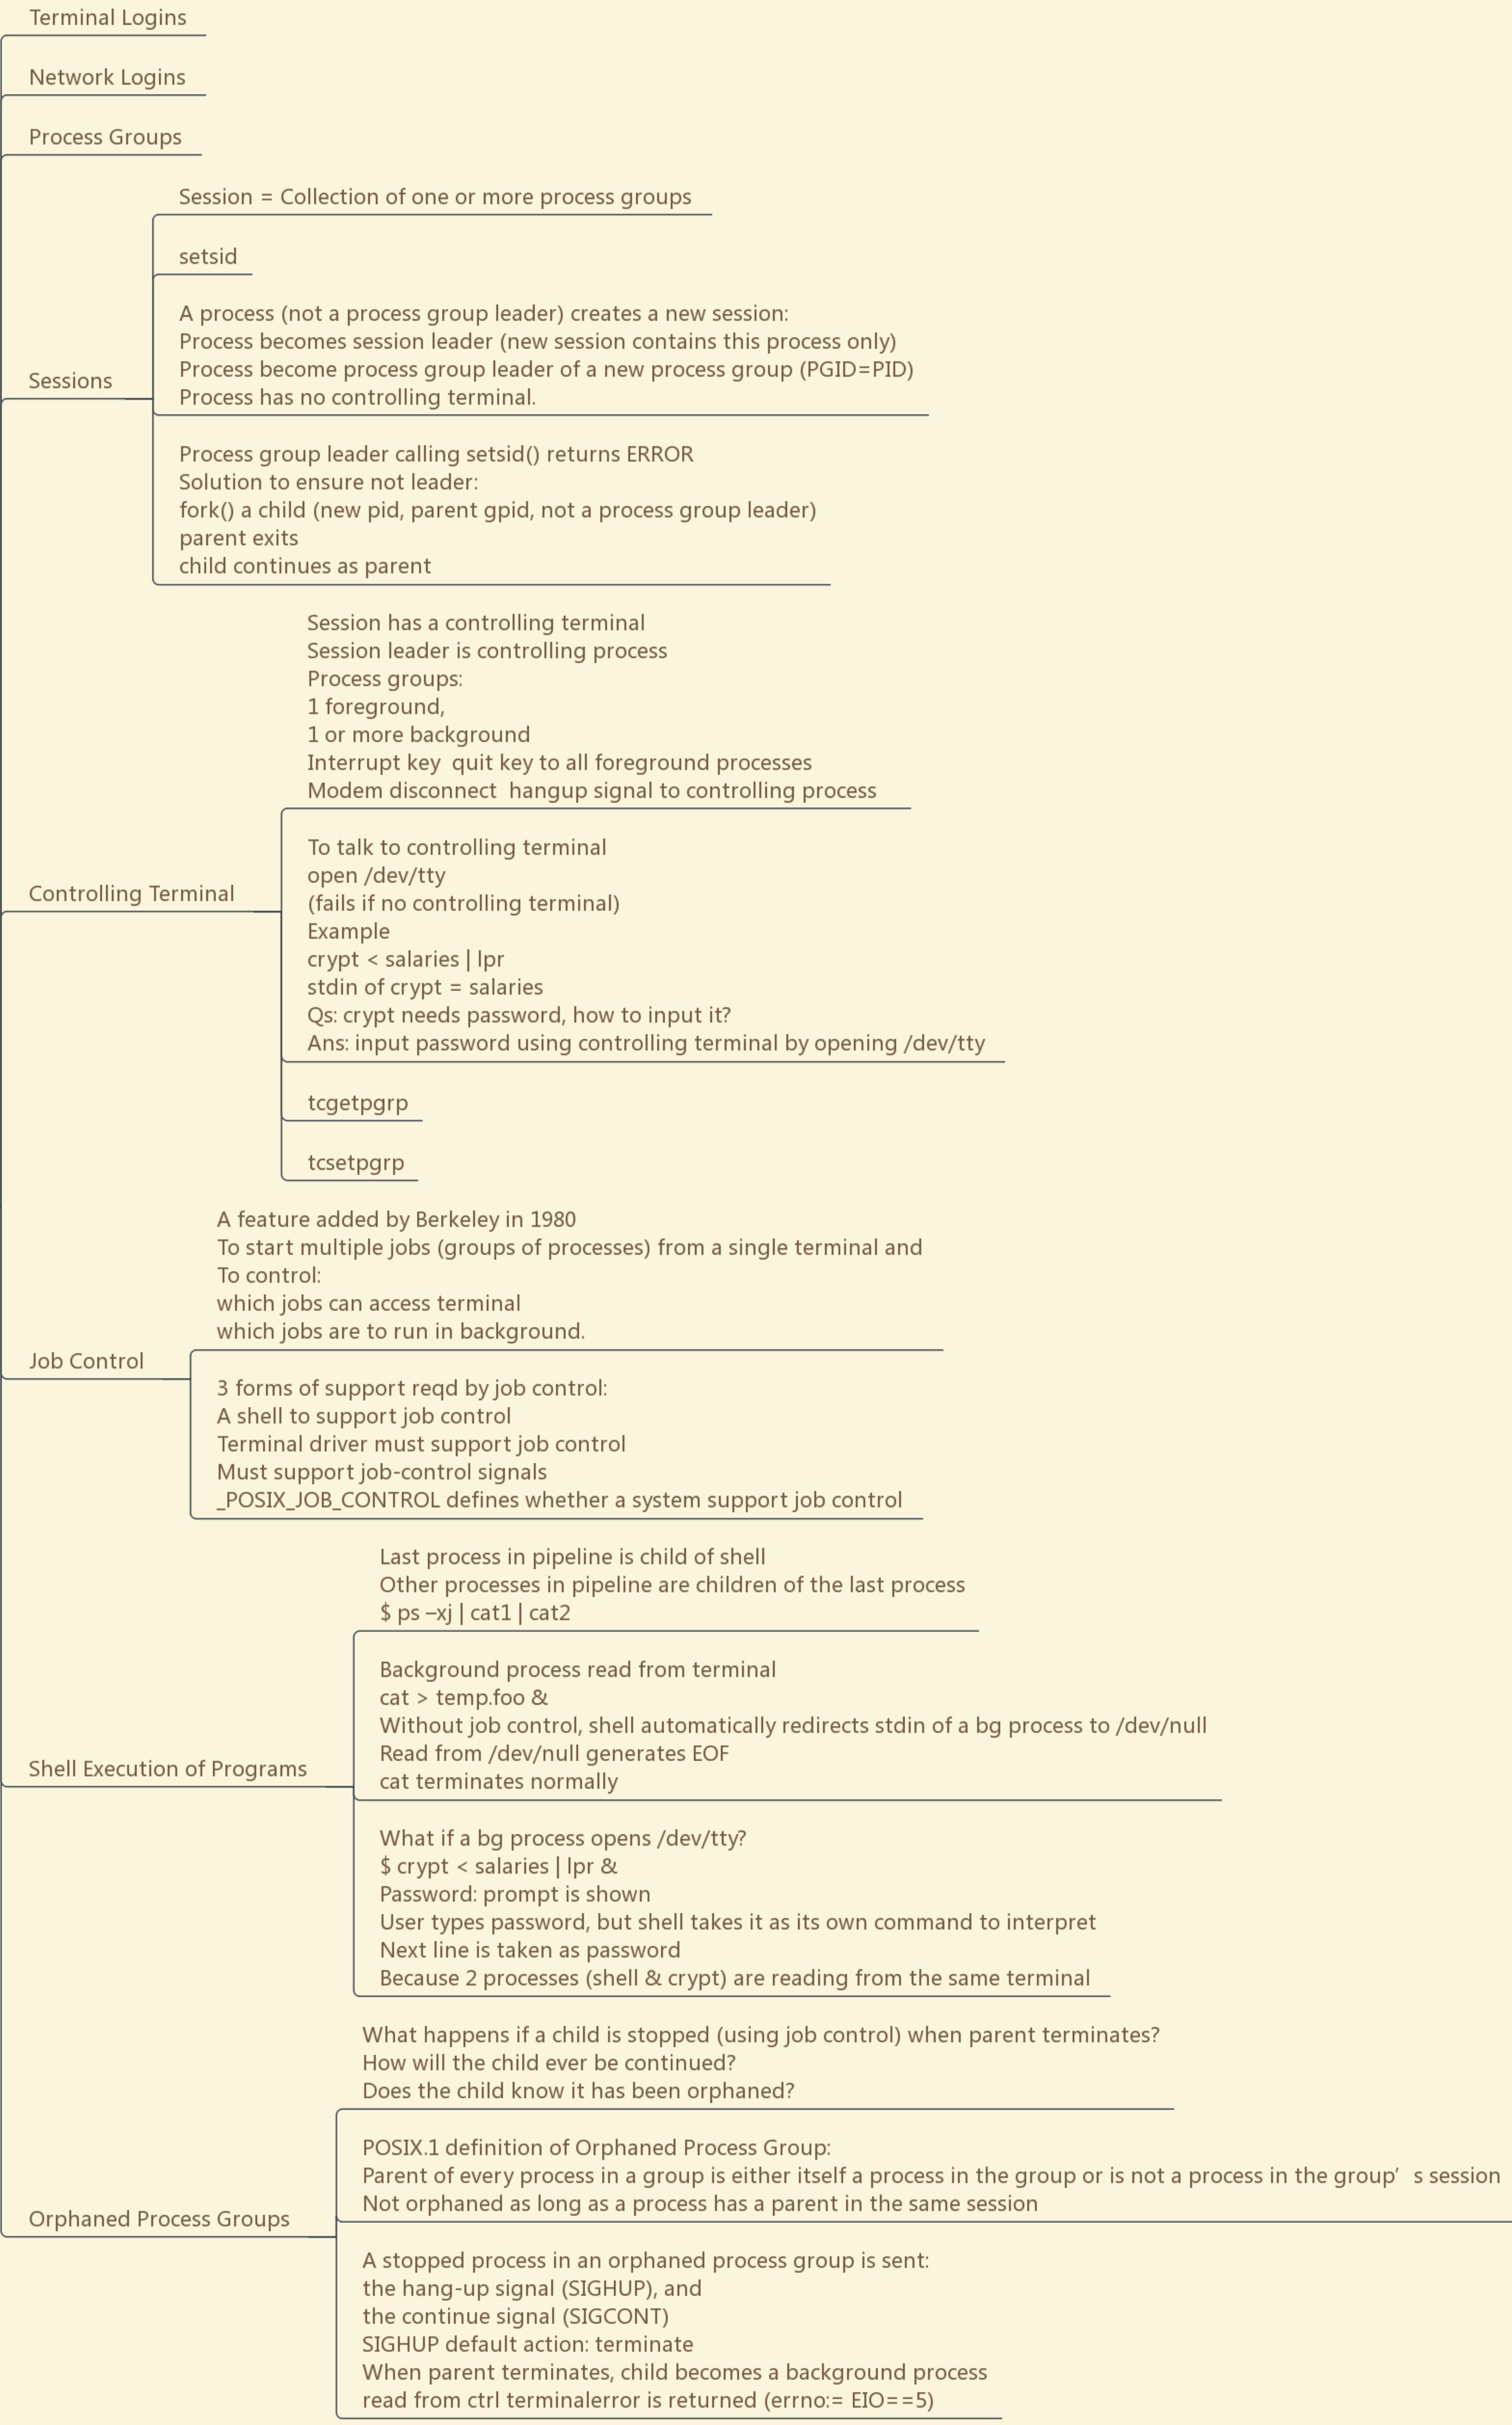 Terminal Logins
Network Logins
Process Groups
Sessions
Session = Collection of one or more process groups
setsid
A process (not a process group leader) creates a new session:
Process becomes session leader (new session contains this process only)
Process become process group leader of a new process group (PGID=PID)
Process has no controlling terminal.
Process group leader calling setsid() returns ERROR
Solution to ensure not leader:
fork() a child (new pid, parent gpid, not a process group leader)
parent exits
child continues as parent
Controlling Terminal
Session has a controlling terminal
Session leader is controlling process
Process groups:
1 foreground,
1 or more background
Interrupt key  quit key to all foreground processes
Modem disconnect  hangup signal to controlling process
To talk to controlling terminal
open /dev/tty
(fails if no controlling terminal)
Example
crypt < salaries | lpr
stdin of crypt = salaries
Qs: crypt needs password, how to input it?
Ans: input password using controlling terminal by opening /dev/tty
tcgetpgrp
tcsetpgrp
Job Control
A feature added by Berkeley in 1980
To start multiple jobs (groups of processes) from a single terminal and
To control:
which jobs can access terminal
which jobs are to run in background.
3 forms of support reqd by job control:
A shell to support job control
Terminal driver must support job control
Must support job-control signals
_POSIX_JOB_CONTROL defines whether a system support job control
Shell Execution of Programs
Last process in pipeline is child of shell
Other processes in pipeline are children of the last process
$ ps –xj | cat1 | cat2
Background process read from terminal
cat > temp.foo &
Without job control, shell automatically redirects stdin of a bg process to /dev/null
Read from /dev/null generates EOF
cat terminates normally
What if a bg process opens /dev/tty?
$ crypt < salaries | lpr &
Password: prompt is shown
User types password, but shell takes it as its own command to interpret
Next line is taken as password
Because 2 processes (shell & crypt) are reading from the same terminal
Orphaned Process Groups
What happens if a child is stopped (using job control) when parent terminates?
How will the child ever be continued?
Does the child know it has been orphaned?
POSIX.1 definition of Orphaned Process Group:
Parent of every process in a group is either itself a process in the group or is not a process in the group’s session
Not orphaned as long as a process has a parent in the same session
A stopped process in an orphaned process group is sent:
the hang-up signal (SIGHUP), and
the continue signal (SIGCONT)
SIGHUP default action: terminate
When parent terminates, child becomes a background process
read from ctrl terminalerror is returned (errno:= EIO==5)